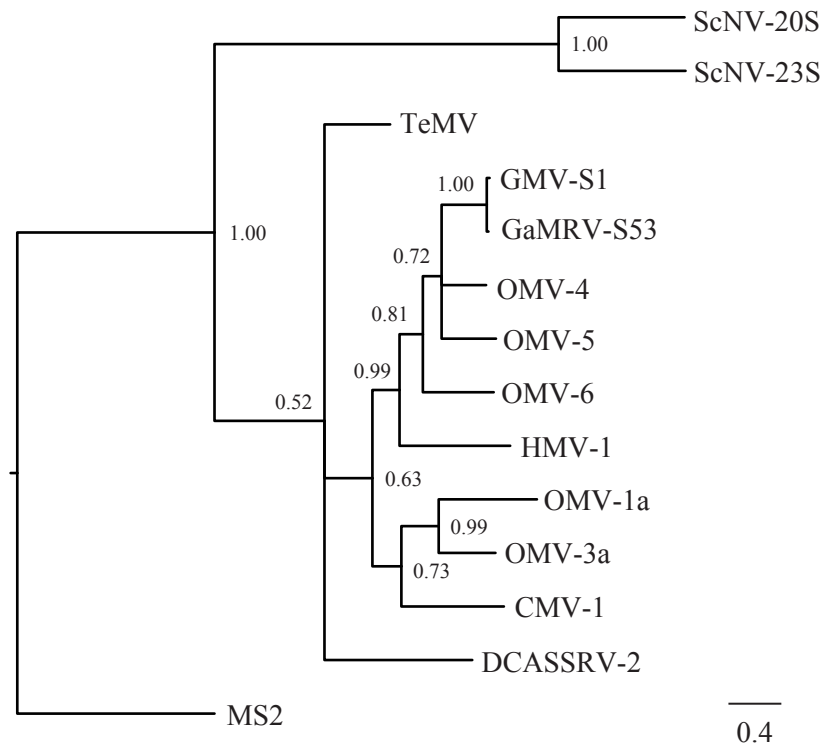 ScNV-20S
1.00
ScNV-23S
TeMV
1.00
GMV-S1
GaMRV-S53
1.00
0.72
OMV-4
0.81
OMV-5
0.99
OMV-6
0.52
HMV-1
0.63
OMV-1a
0.99
OMV-3a
0.73
CMV-1
DCASSRV-2
MS2
0.4